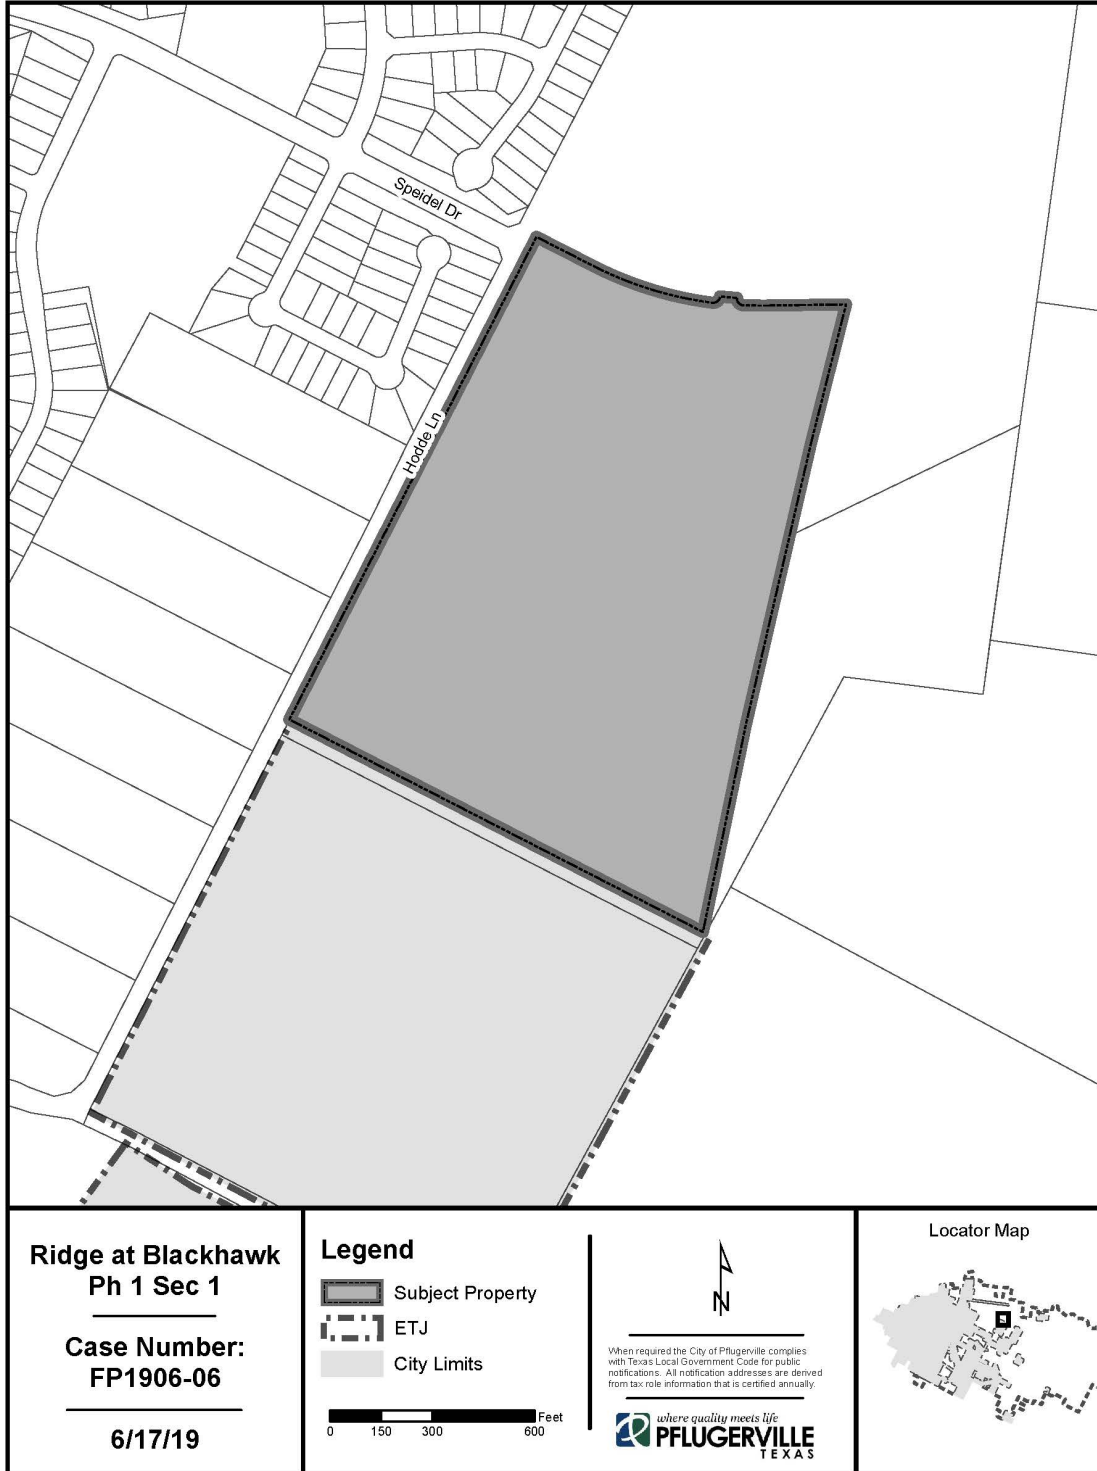 Speidel Dr
Hodde Ln
Ridge at Blackhawk
Ph 1 Sec 1
Case Number:
FP1906-06
6/17/19
Legend
Subject Property
ETJ
City Limits
Feet
0 150 300 600
N
When required the City of Pflugerville complies
with Texas Local Government Code for public
notifications. All notification addresses are derived
from tax role information that is certified annually.
where quality meets life
PFLUGERVILLE
TEXAS
Locator Map